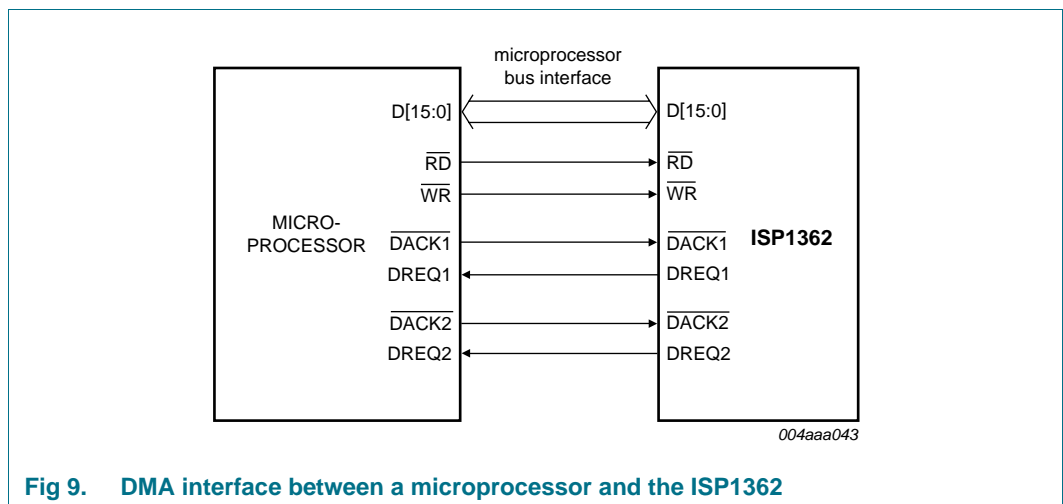 microprocessor
bus interface
D[15:0] D[15:0]
RD RD
WR WR
MICRO-
PROCESSOR
ISP1362
DACK1 DACK1
DREQ1 DREQ1
DACK2 DACK2
DREQ2 DREQ2
004aaa043
Fig 9. DMA interface between a microprocessor and the ISP1362